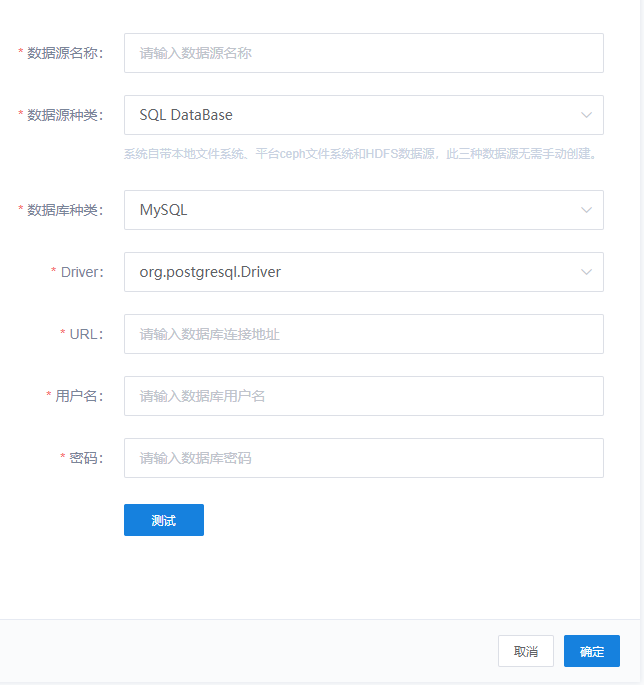 * 数据源名称： 请输入数据源名称
* 数据源种类： SQL DataBase
系统自带本地文件系统、平台ceph文件系统和HDFS数据源，此三种数据源无需手动创建。
* 数据库种类： MySQL
* Driver： org.postgresql.Driver
* URL： 请输入数据库连接地址
* 用户名： 请输入数据库用户名
* 密码： 请输入数据库密码
测试
取消 确定